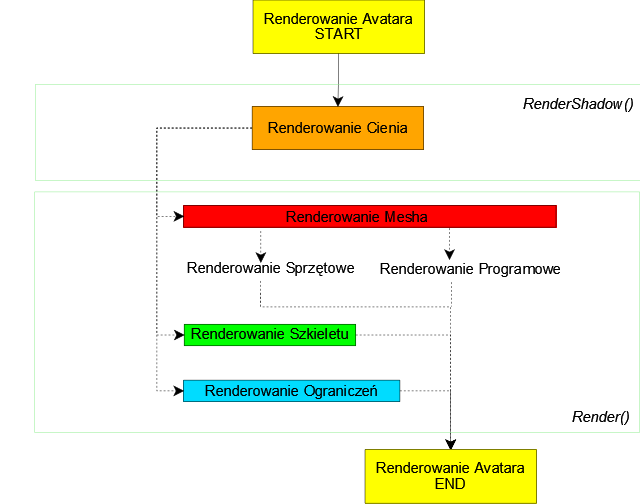 Renderowanie Avatara
START
RenderShadow()
Renderowanie Cienia
Renderowanie Mesha
Renderowanie Sprzętowe
Renderowanie Programowe
Renderowanie Szkieletu
Renderowanie Ograniczeń
Render()
Renderowanie Avatara
END